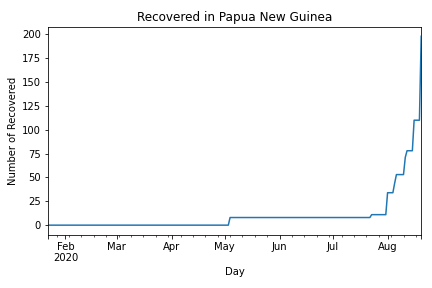 Recovered in Papua New Guinea
Number of Recovered
200
175
150
125
100
75
50
25
0
Feb Mar Apr May Jun Jul Aug
2020
Day